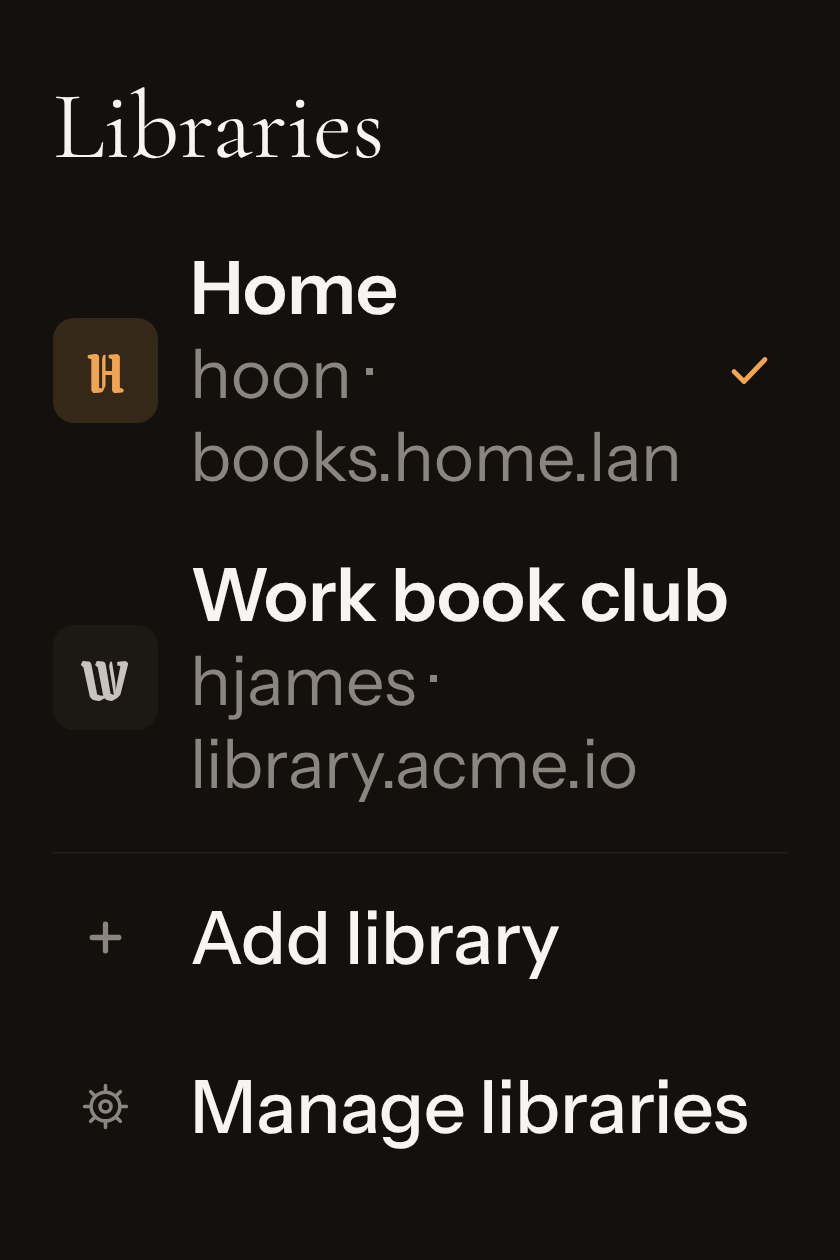 Libraries
Home
H
hoon ·
books.home.lan
Work book club
W
hjames ·
library.acme.io
Add library
Manage libraries